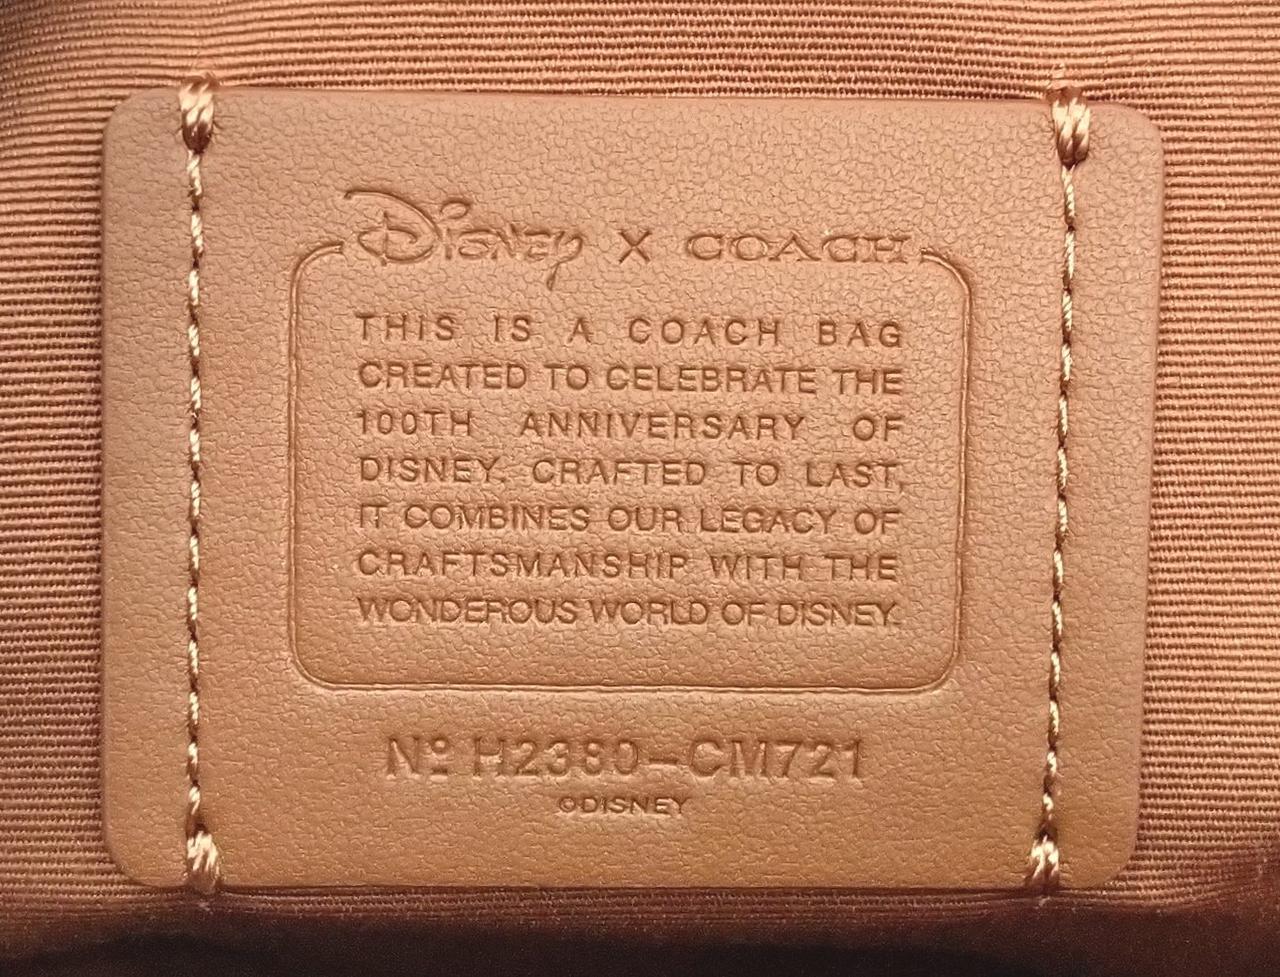 Disney X COACH
THIS IS A COACH BAG
CREATED TO CELEBRATE THE
100TH ANNIVERSARY OF
DISNEY. CRAFTED TO LAST,
IT COMBINES OUR LEGACY OF
CRAFTSMANSHIP WITH THE
WONDEROUS WORLD OF DISNEY.
Nº H2380-CM721
©DISNEY